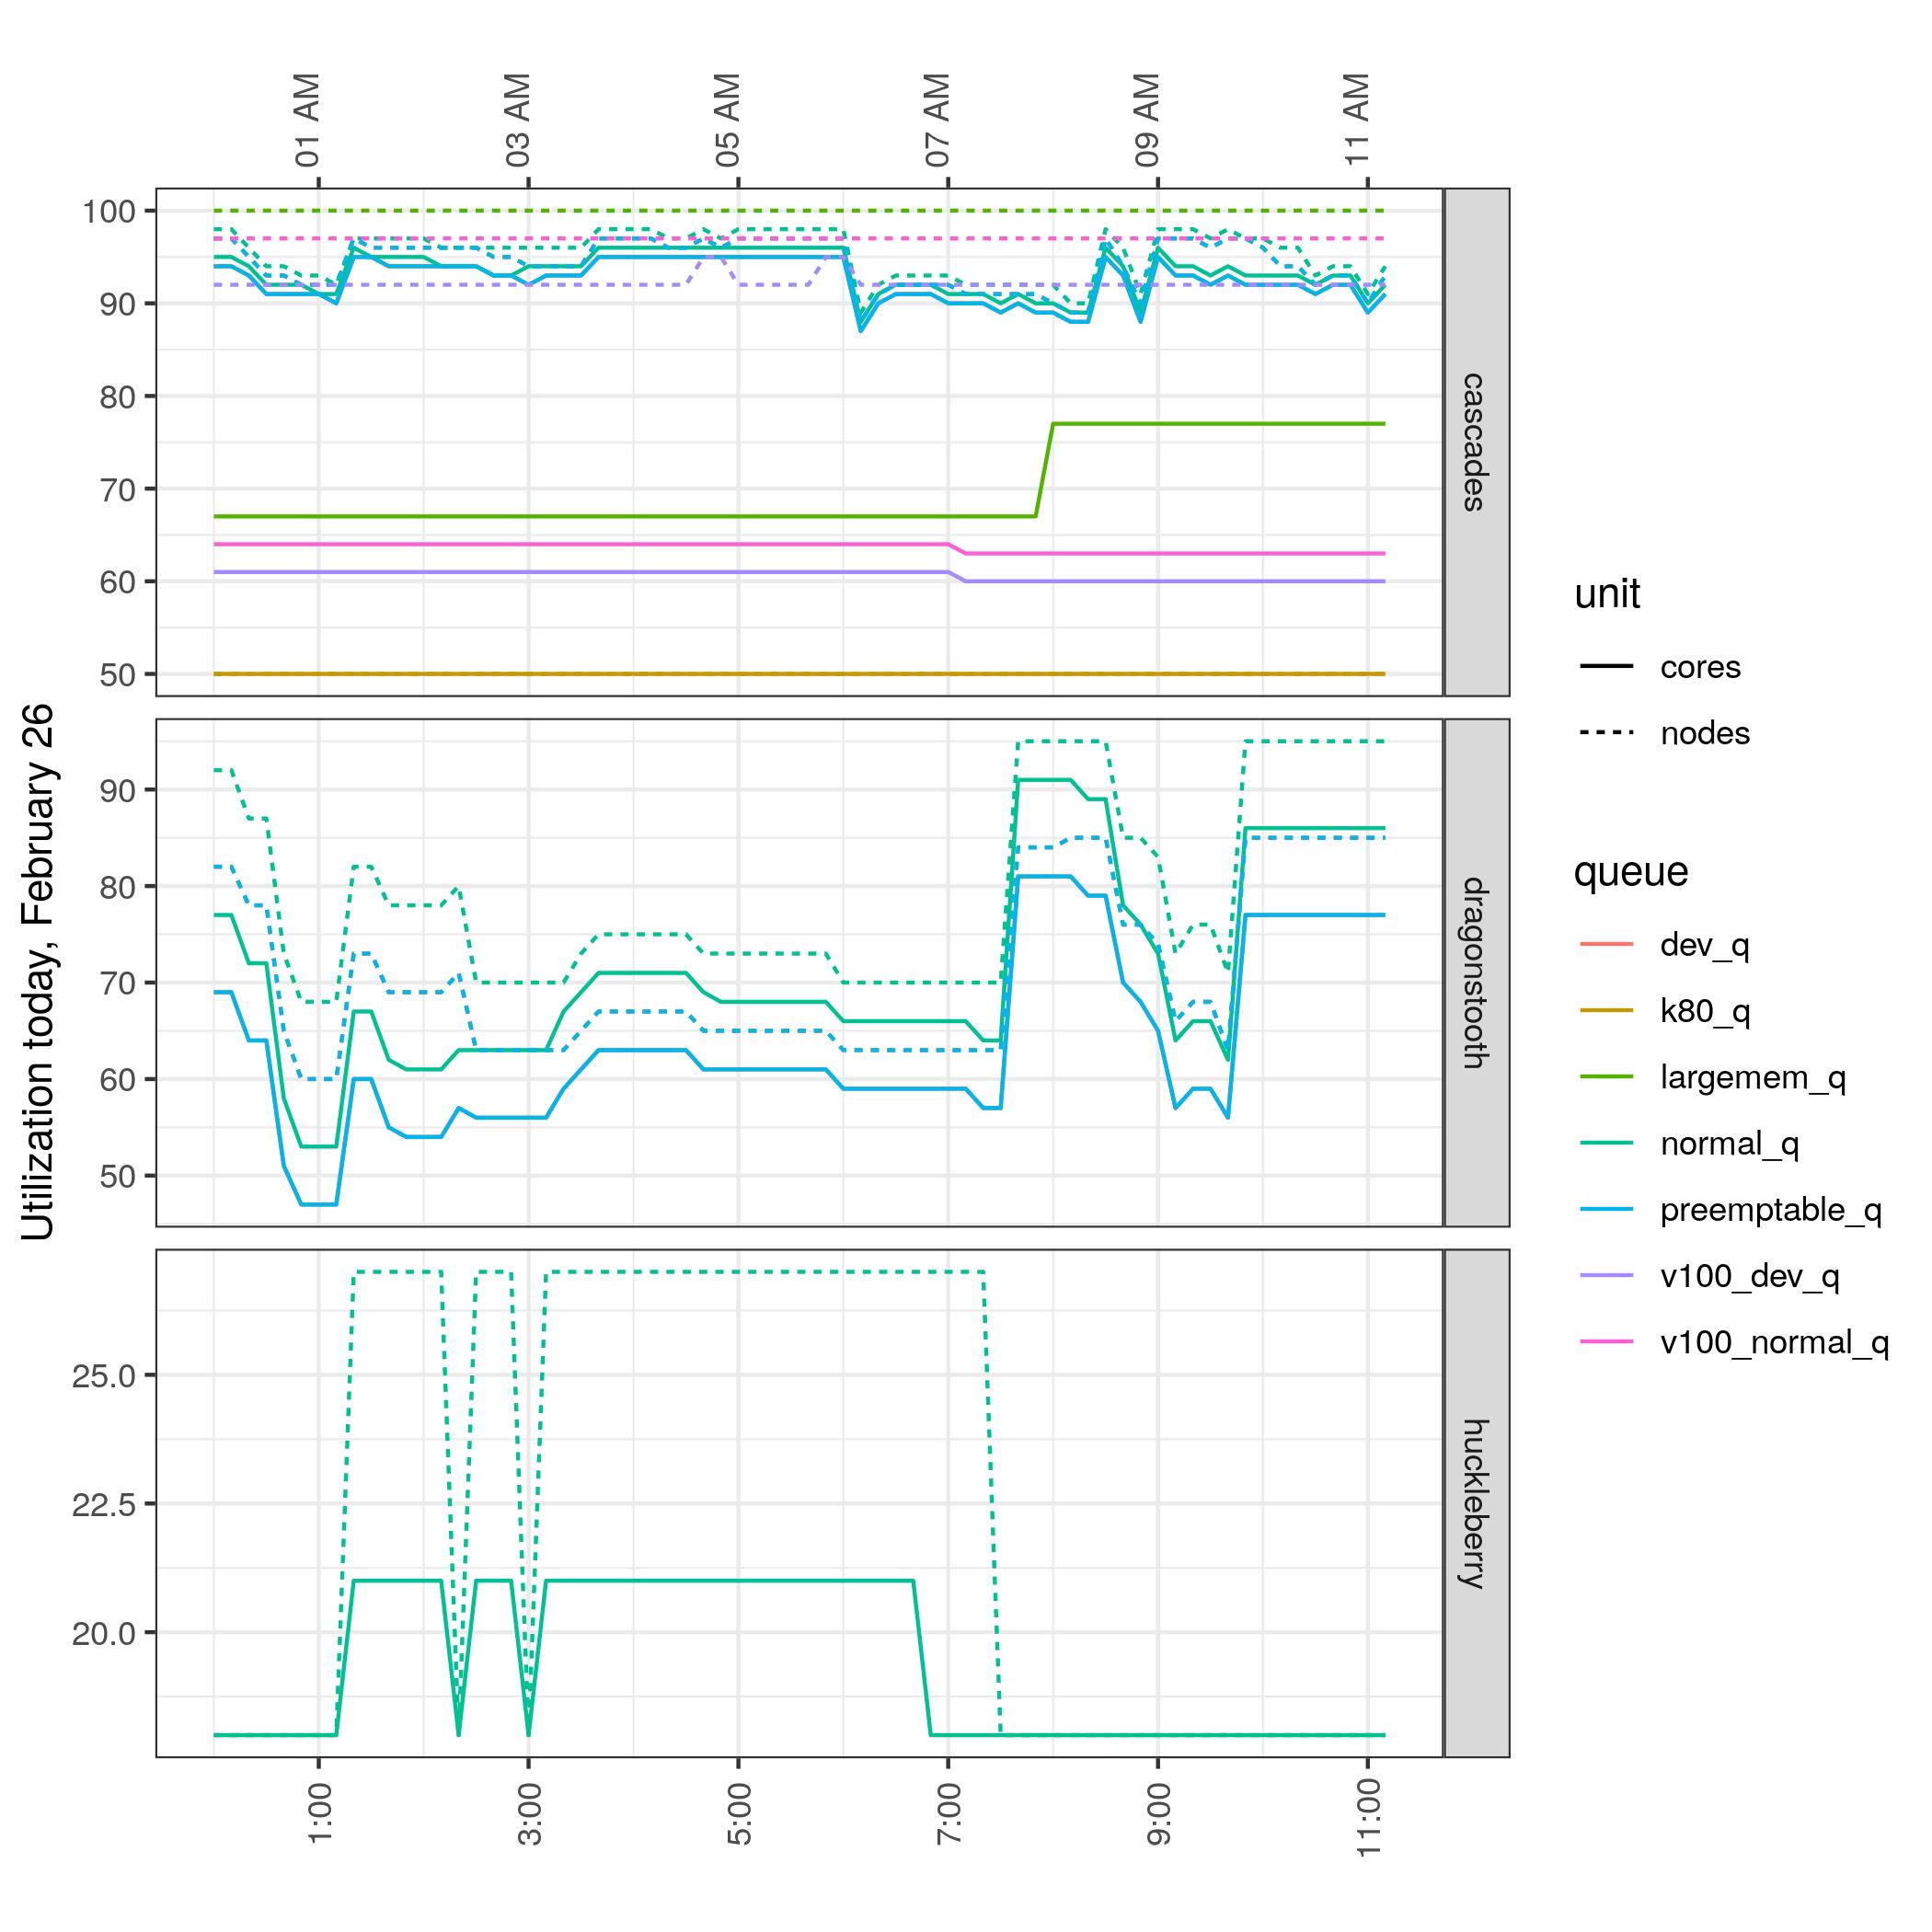 01 AM
03 AM
05 AM
07 AM
09 AM
11 AM
Utilization today, February 26
100
90
80
70
60
50
cascades
90
80
70
60
50
dragonstooth
25.0
22.5
20.0
huckleberry
1:00
3:00
5:00
7:00
9:00
11:00
unit
cores
nodes
queue
dev_q
k80_q
largemem_q
normal_q
preemptable_q
v100_dev_q
v100_normal_q